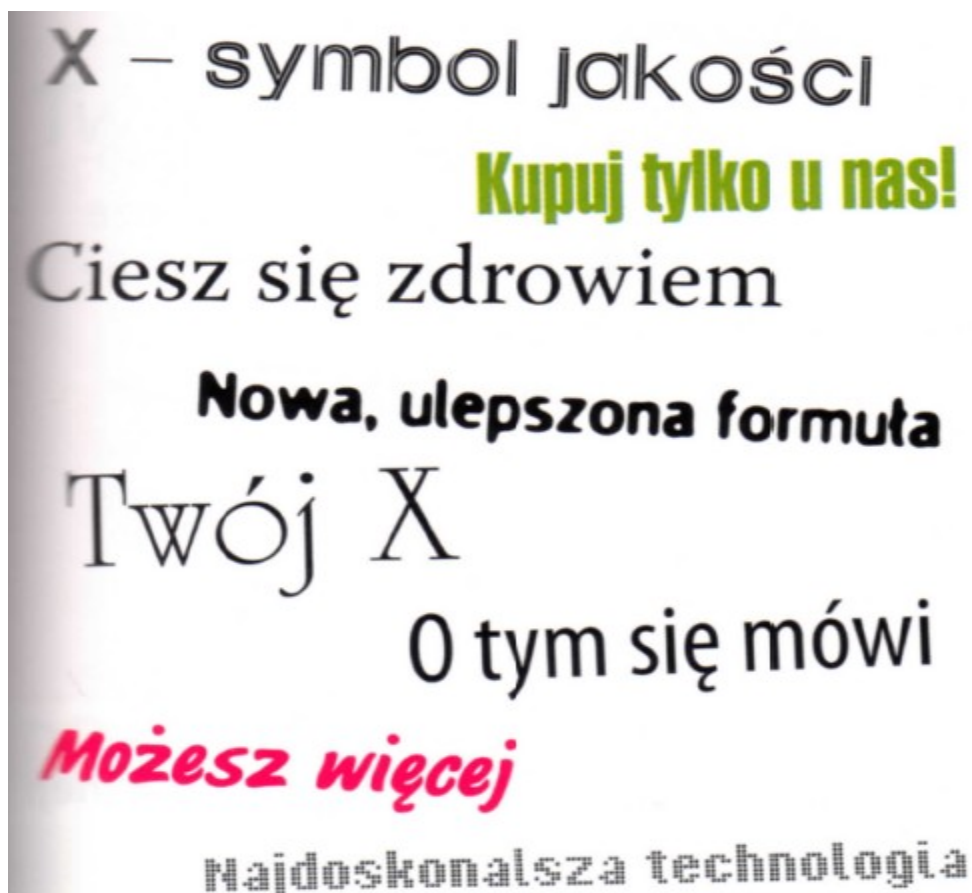 X – symbol jakości
Kupuj tylko u nas!
Ciesz się zdrowiem
Nowa, ulepszona formuła
Twój X
O tym się mówi
Możesz więcej
Najdoskonalsza technologia